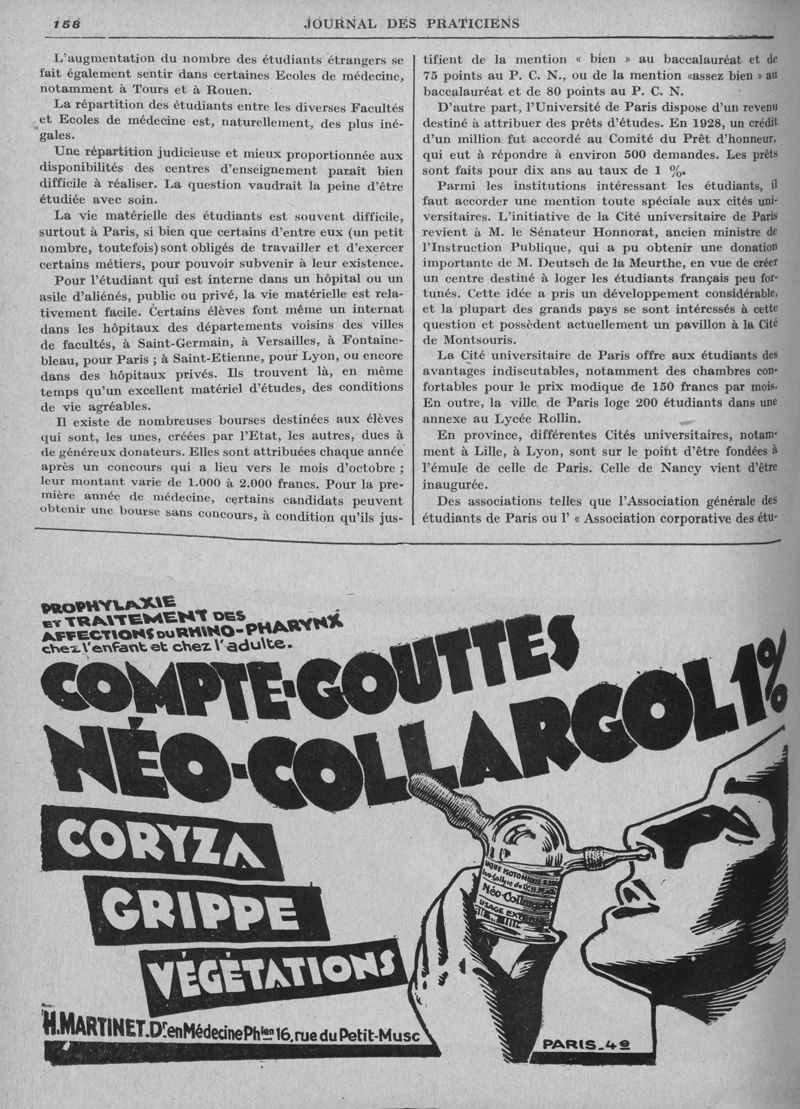 158
JOURNAL DES PRATICIENS
L'augmentation du nombre des étudiants étrangers se
fait également sentir dans certaines Ecoles de médecine,
notamment à Tours et à Rouen.
La répartition des étudiants entre les diverses Facultés
et Ecoles de médecine est, naturellement, des plus iné-
gales.
Une répartition judicieuse et mieux proportionnée aux
disponibilités des centres d'enseignement paraît bien
difficile à réaliser. La question vaudrait la peine d'être
étudiée avec soin.
La vie matérielle des étudiants est souvent difficile,
surtout à Paris, si bien que certains d'entre eux (un petit
nombre, toutefois) sont obligés de travailler et d'exercer
certains métiers, pour pouvoir subvenir à leur existence.
Pour l'étudiant qui est interne dans un hôpital ou un
asile d'aliénés, public ou privé, la vie matérielle est rela-
tivement facile. Certains élèves font même un internat
dans les hôpitaux des départements voisins des villes
de facultés, à Saint-Germain, à Versailles, à Fontaine-
bleau, pour Paris ; à Saint-Etienne, pour Lyon, ou encore
dans des hôpitaux privés. Ils trouvent là, en même
temps qu'un excellent matériel d'études, des conditions
de vie agréables.
Il existe de nombreuses bourses destinées aux élèves
qui sont, les unes, créées par l'Etat, les autres, dues à
de généreux donateurs. Elles sont attribuées chaque année
après un concours qui a lieu vers le mois d'octobre ;
leur montant varie de 1.000 à 2.000 francs. Pour la pre-
mière année de médecine, certains candidats peuvent
obtenir une bourse sans concours, à condition qu'ils jus-
tifient de la mention « bien » au baccalauréat et de
75 points au P. C. N., ou de la mention «assez bien » au
baccalauréat et de 80 points au P. C. N.
D'autre part, l'Université de Paris dispose d'un revenu
destiné à attribuer des prêts d'études. En 1928, un crédit
d'un million fut accordé au Comité du Prêt d'honneur,
qui eut à répondre à environ 500 demandes. Les prêts
sont faits pour dix ans au taux de 1 %.
Parmi les institutions intéressant les étudiants, il
faut accorder une mention toute spéciale aux cités uni-
versitaires. L'initiative de la Cité universitaire de Paris
revient à M. le Sénateur Honnorat, ancien ministre de
l'Instruction Publique, qui a pu obtenir une donation
importante de M. Deutsch de la Meurthe, en vue de créer
un centre destiné à loger les étudiants français peu for-
tunés. Cette idée a pris un développement considérable,
et la plupart des grands pays se sont intéressés à cette
question et possèdent actuellement un pavillon à la Cité
de Montsouris.
La Cité universitaire de Paris offre aux étudiants des
avantages indiscutables, notamment des chambres con-
fortables pour le prix modique de 150 francs par mois.
En outre, la ville de Paris loge 200 étudiants dans une
annexe au Lycée Rollin.
En province, différentes Cités universitaires, notam-
ment à Lille, à Lyon, sont sur le point d'être fondées à
l'émule de celle de Paris. Celle de Nancy vient d'être
inaugurée.
Des associations telles que l'Association générale des
étudiants de Paris ou l' « Association corporative des étu-
PROPHYLAXIE
ET TRAITEMENT DES
AFFECTIONS DU RHINO-PHARYNX
chez l'enfant et chez l'adulte.
COMPTE-GOUTTES
NÉO-COLLARGOL 1%
CORYZA
GRIPPE
VÉGÉTATIONS
Néo-Collargol
USAGE EXTERNE
H. MARTINET. Dr en Médecine Phien 16, rue du Petit-Musc
PARIS-4e